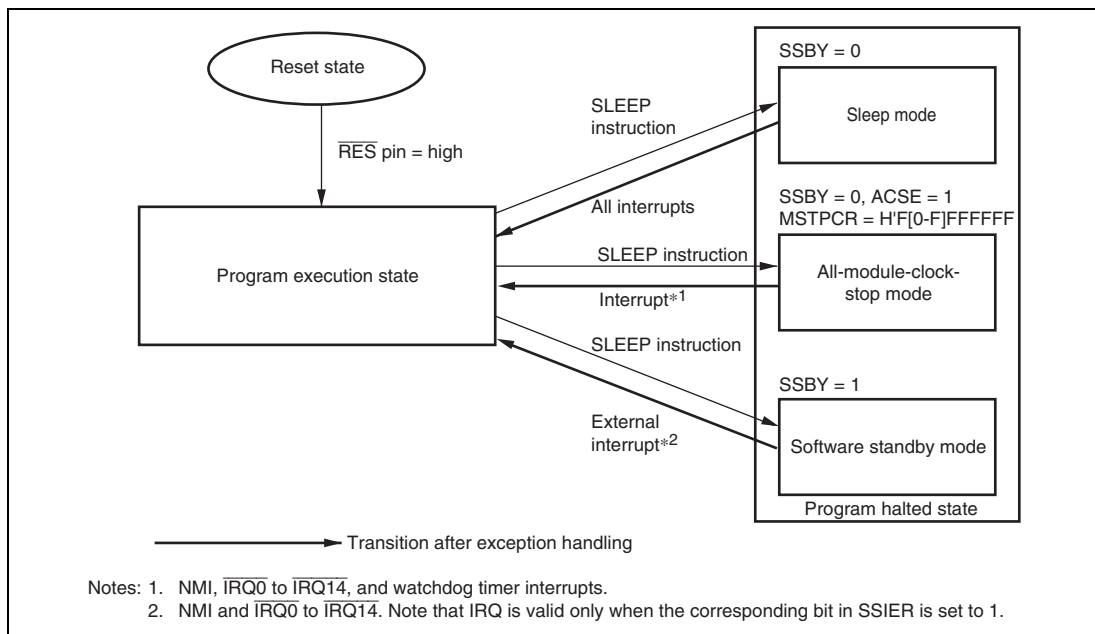 Reset state
RES pin = high
Program execution state
SLEEP
instruction
All interrupts
SLEEP instruction
Interrupt*1
SLEEP instruction
External
interrupt*2
SSBY = 0
Sleep mode
SSBY = 0, ACSE = 1
MSTPCR = H'F[0-F]FFFFFF
All-module-clock-
stop mode
SSBY = 1
Software standby mode
Program halted state
Transition after exception handling
Notes: 1. NMI, IRQ0 to IRQ14, and watchdog timer interrupts.
2. NMI and IRQ0 to IRQ14. Note that IRQ is valid only when the corresponding bit in SSIER is set to 1.